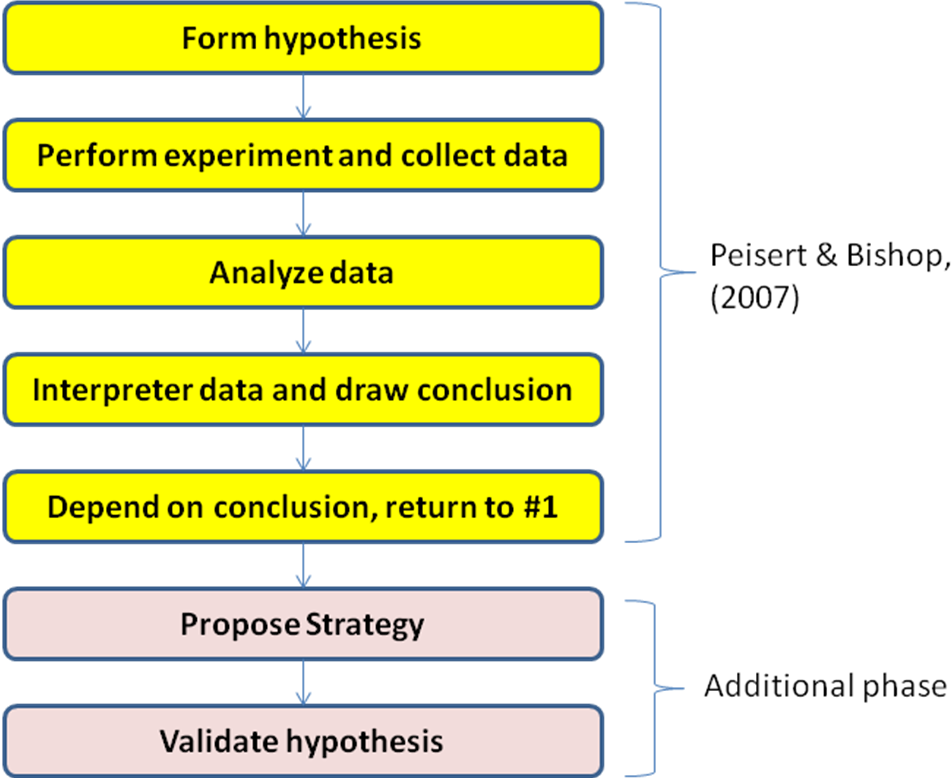 Form hypothesis
Perform experiment and collect data
Analyze data
Interpreter data and draw conclusion
Depend on conclusion, return to #1
Propose Strategy
Validate hypothesis
Peisert & Bishop,
(2007)
Additional phase